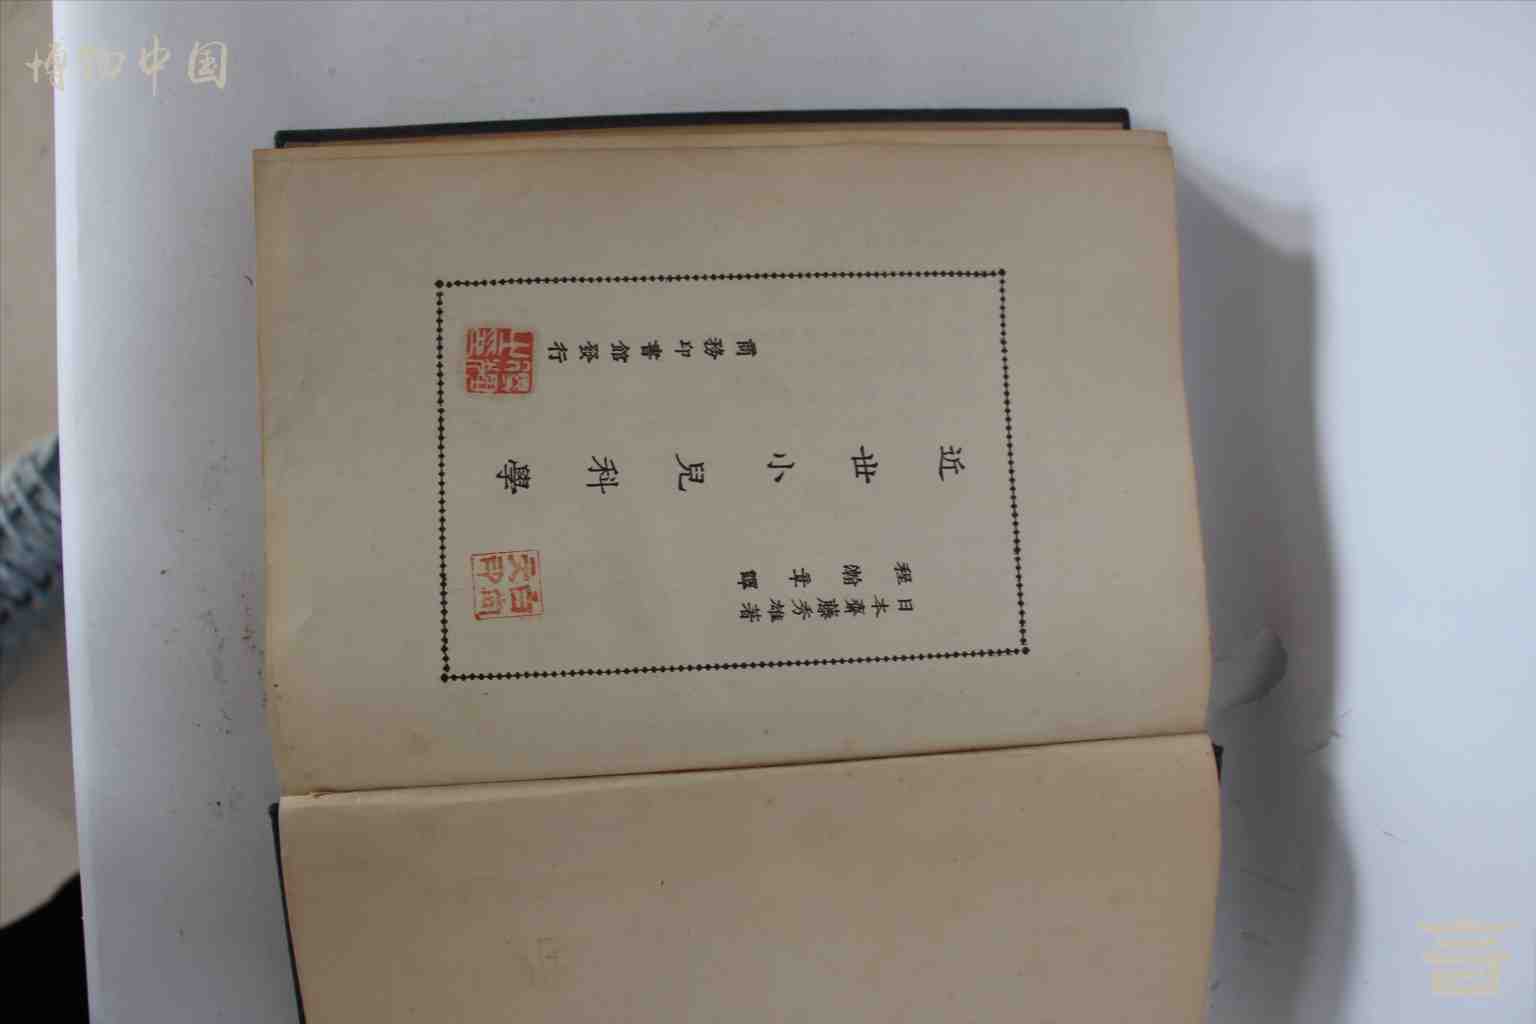 博物中国
日本齋藤秀雄著
程瀚章譯
近世小兒科學
商務印書館發行